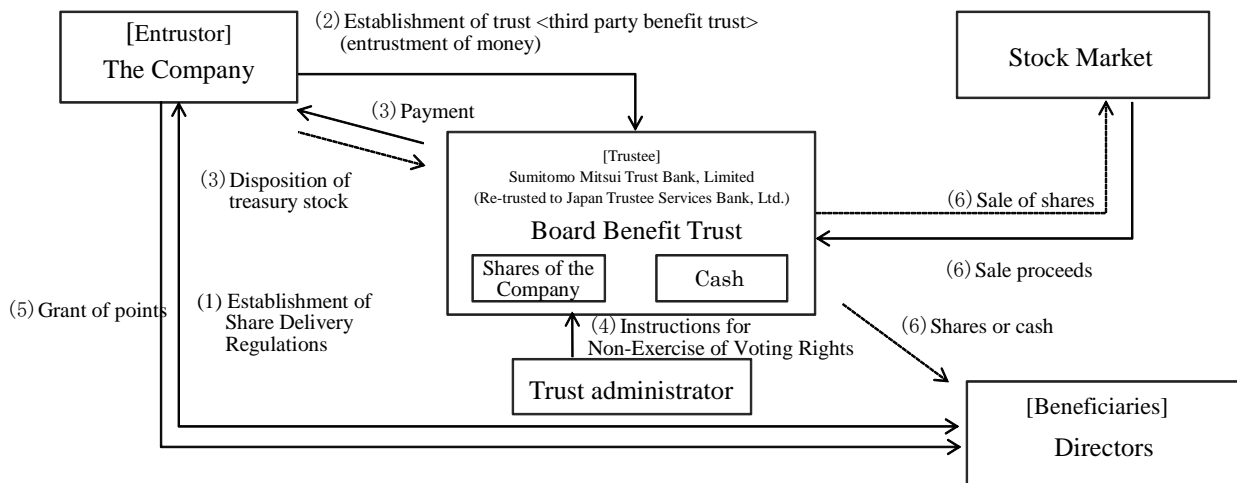 (2) Establishment of trust <third party benefit trust>
(entrustment of money)
[Entrustor]
The Company
Stock Market
(3) Payment
[Trustee]
Sumitomo Mitsui Trust Bank, Limited
(Re-trusted to Japan Trustee Services Bank, Ltd.)
Board Benefit Trust
Shares of the
Company
Cash
(3) Disposition of
treasury stock
(6) Sale of shares
(6) Sale proceeds
(5) Grant of points
(1) Establishment of
Share Delivery
Regulations
(4) Instructions for
Non-Exercise of Voting Rights
(6) Shares or cash
Trust administrator
[Beneficiaries]
Directors